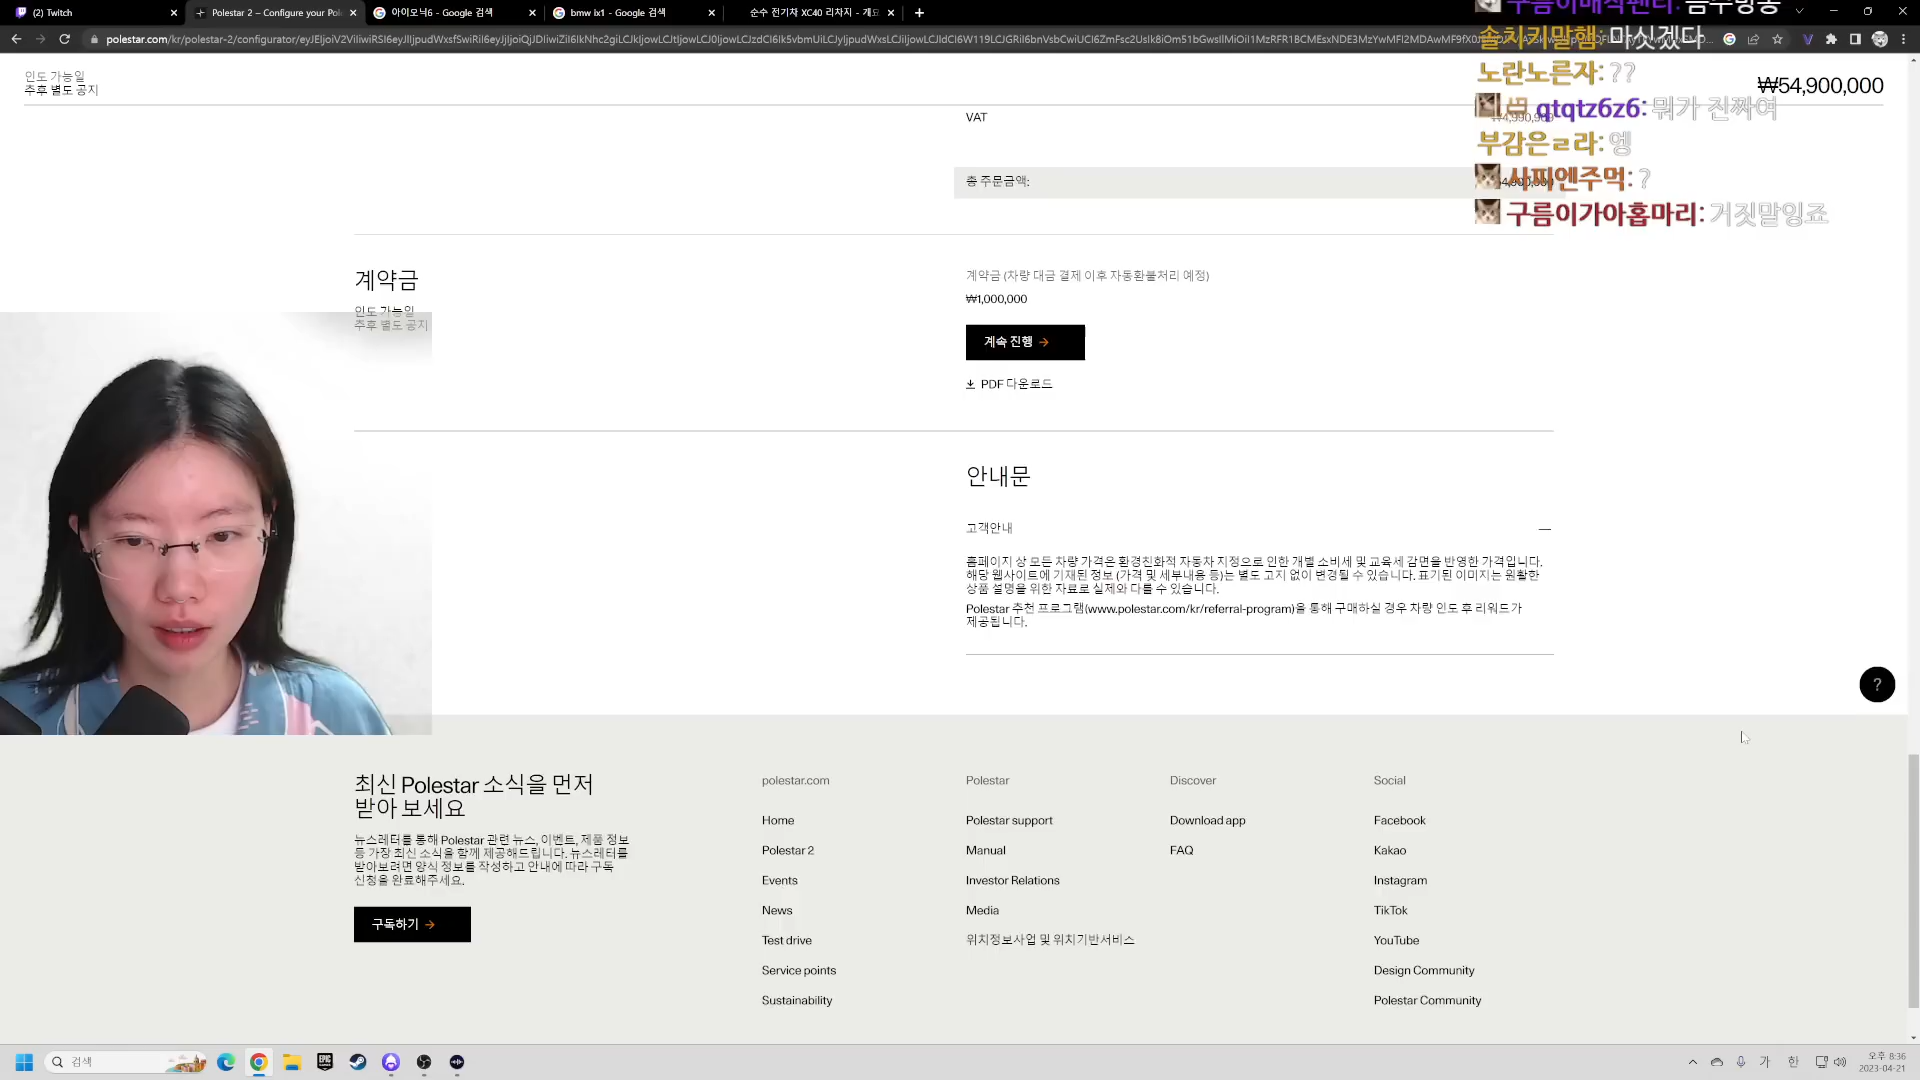 (2) Twitch
Polestar 2 – Configure your Pol
아이오닉6 - Google 검색
bmw ix1 - Google 검색
순수 전기차 XC40 리차지 - 개요
솔치키말햄: 마싯겠다
노란노른자: ??
qtqtz6z6: 뭐가 진짜여
부감은ㄹ라: 엥
사피엔주먹: ?
구름이가아홉마리: 거짓말잉죠
인도 가능일
추후 별도 공지
₩54,900,000
VAT
총 주문금액:
계약금
인도 가능일
추후 별도 공지
계약금 (차량 대금 결제 이후 자동환불처리 예정)
₩1,000,000
계속 진행 →
PDF 다운로드
안내문
고객안내
홈페이지 상 모든 차량 가격은 환경친화적 자동차 지정으로 인한 개별 소비세 및 교육세 감면을 반영한 가격입니다.
해당 웹사이트에 기재된 정보 (가격 및 세부내용 등)는 별도 고지 없이 변경될 수 있습니다. 표기된 이미지는 원활한
상품 설명을 위한 자료로 실제와 다를 수 있습니다.
Polestar 추천 프로그램(www.polestar.com/kr/referral-program)을 통해 구매하실 경우 차량 인도 후 리워드가
제공됩니다.
?
최신 Polestar 소식을 먼저
받아 보세요
뉴스레터를 통해 Polestar 관련 뉴스, 이벤트, 제품 정보
등 가장 최신 소식을 함께 제공해드립니다. 뉴스레터를
받아보려면 양식 정보를 작성하고 안내에 따라 구독
신청을 완료해주세요.
구독하기 →
polestar.com
Home
Polestar 2
Events
News
Test drive
Service points
Sustainability
Polestar
Polestar support
Manual
Investor Relations
Media
위치정보사업 및 위치기반서비스
Discover
Download app
FAQ
Social
Facebook
Kakao
Instagram
TikTok
YouTube
Design Community
Polestar Community
검색
EPIC
가
한
오후 8:36
2023-04-21